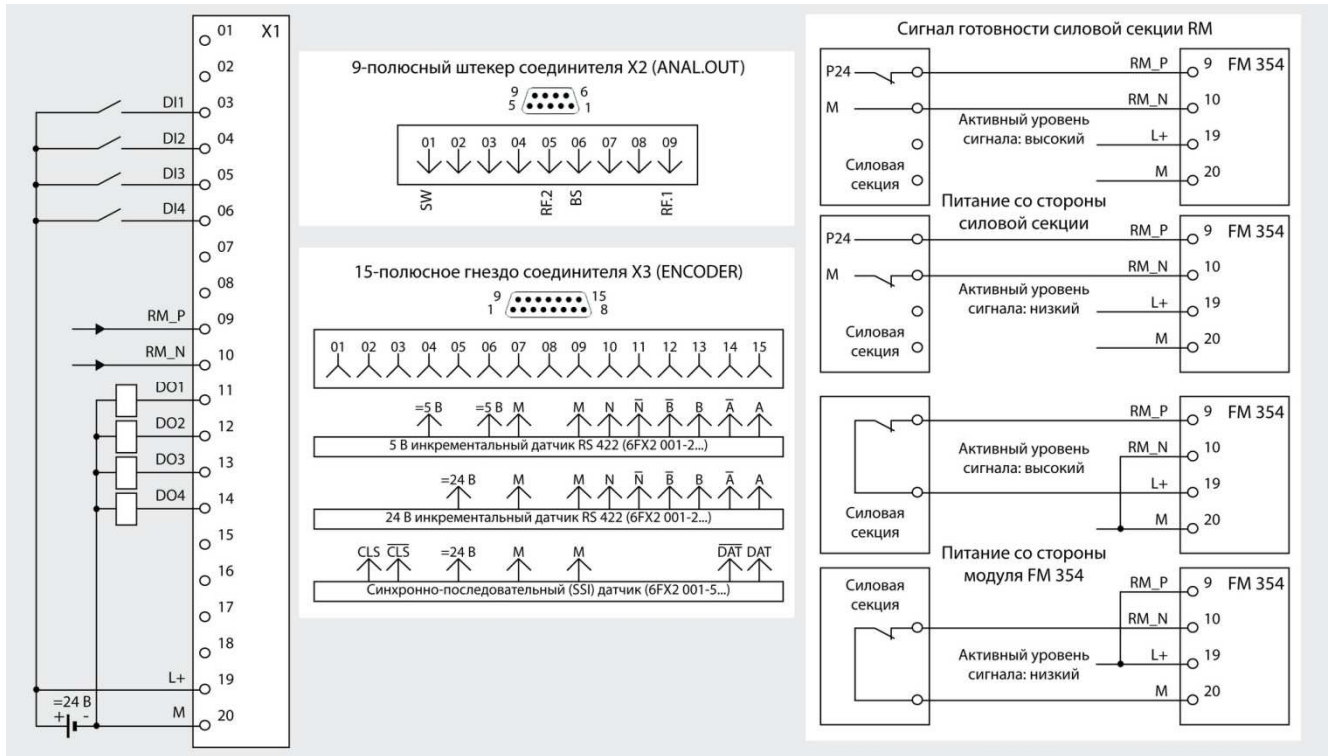 X1
01
02
DI1 03
DI2 04
DI3 05
DI4 06
07
08
RM_P 09
RM_N 10
DO1 11
DO2 12
DO3 13
DO4 14
15
16
17
18
L+ 19
=24 В
+ -
M 20
9-полюсный штекер соединителя X2 (ANAL.OUT)
9 6
5 1
01 02 03 04 05 06 07 08 09
SW RF.2 BS RF.1
15-полюсное гнездо соединителя X3 (ENCODER)
9 15
1 8
01 02 03 04 05 06 07 08 09 10 11 12 13 14 15
=5 В =5 В M M N N̅ B̅ B A̅ A
5 В инкрементальный датчик RS 422 (6FX2 001-2...)
=24 В M M N N̅ B̅ B A̅ A
24 В инкрементальный датчик RS 422 (6FX2 001-2...)
CLS C̅L̅S̅ =24 В M M D̅A̅T̅ DAT
Синхронно-последовательный (SSI) датчик (6FX2 001-5...)
Сигнал готовности силовой секции RM
P24 RM_P 9 FM 354
M RM_N 10
Активный уровень
сигнала: высокий
L+ 19
M 20
Силовая
секция
Питание со стороны
силовой секции
P24 RM_P 9 FM 354
M RM_N 10
Активный уровень
сигнала: низкий
L+ 19
M 20
Силовая
секция
RM_P 9 FM 354
RM_N 10
Активный уровень
сигнала: высокий
L+ 19
M 20
Силовая
секция
Питание со стороны
модуля FM 354
Силовая
секция
RM_P 9 FM 354
RM_N 10
Активный уровень
сигнала: низкий
L+ 19
M 20